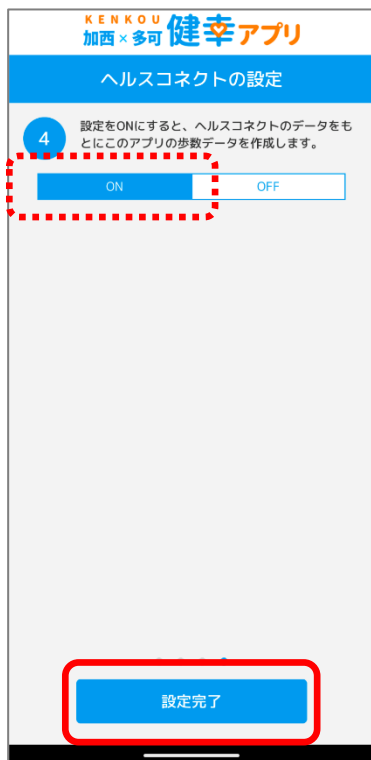 KENKOU
加西×多可 健幸アプリ
ヘルスコネクトの設定
4
設定をONにすると、ヘルスコネクトのデータをも
とにこのアプリの歩数データを作成します。
ON OFF
設定完了